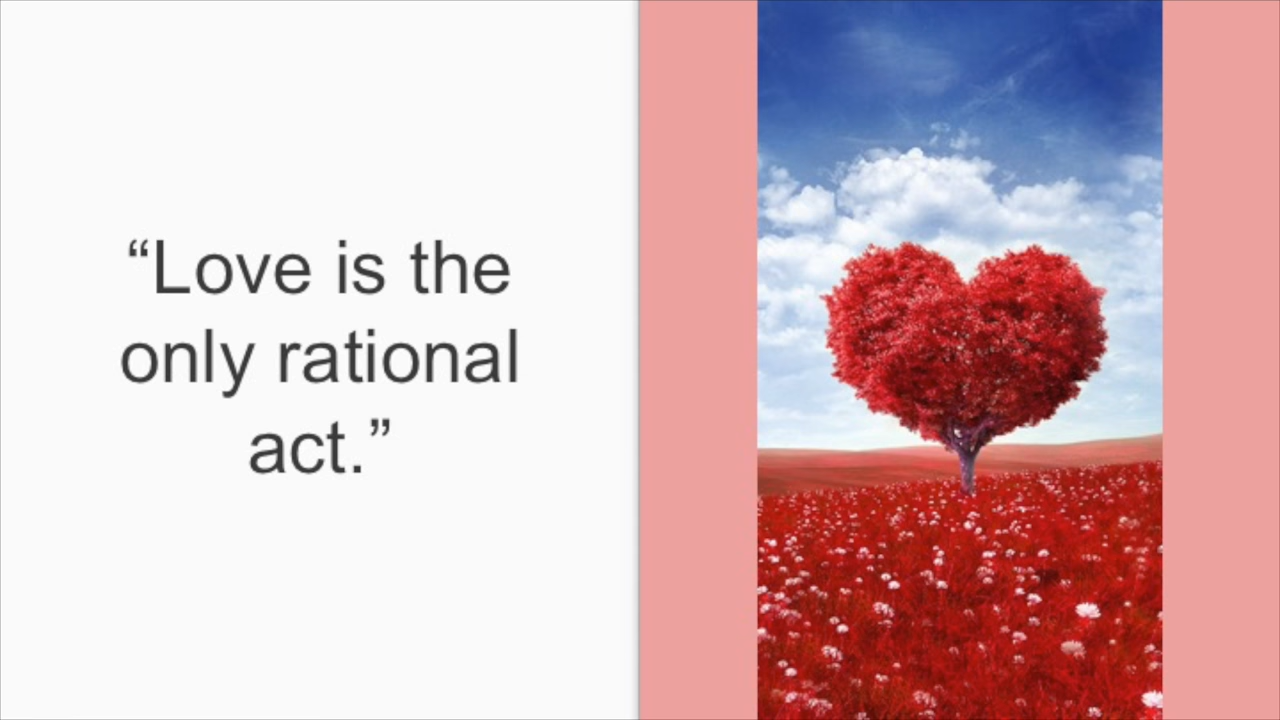 “Love is the
only rational
act.”